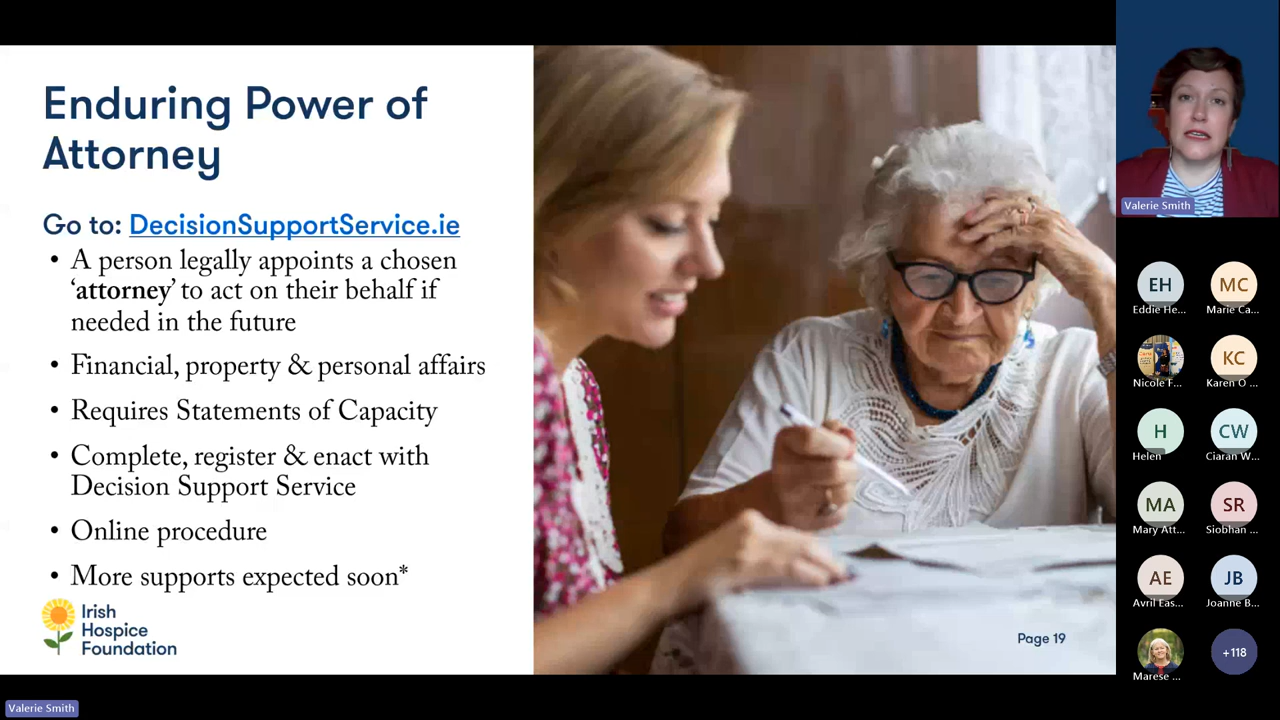 Enduring Power of
Attorney
Go to: DecisionSupportService.ie
• A person legally appoints a chosen
‘attorney’ to act on their behalf if
needed in the future
• Financial, property & personal affairs
• Requires Statements of Capacity
• Complete, register & enact with
Decision Support Service
• Online procedure
• More supports expected soon*
Irish
Hospice
Foundation
Page 19
Valerie Smith
EH
Eddie He...
MC
Marie Ca...
Nicole F...
KC
Karen O ...
H
Helen
CW
Ciaran W...
MA
Mary Att...
SR
Siobhan ...
AE
Avril Eas...
JB
Joanne B...
Marese ...
+118
Valerie Smith